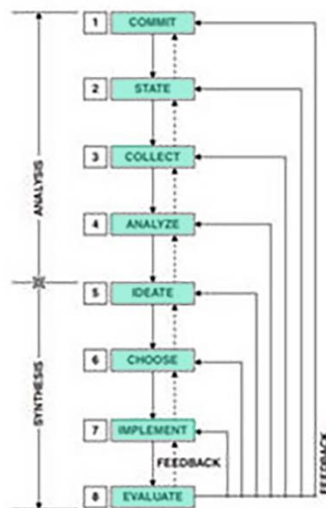 1 COMMIT
2 STATE
3 COLLECT
4 ANALYZE
5 IDEATE
6 CHOOSE
7 IMPLEMENT
FEEDBACK
8 EVALUATE
ANALYSIS
SYNTHESIS
FEEDBACK